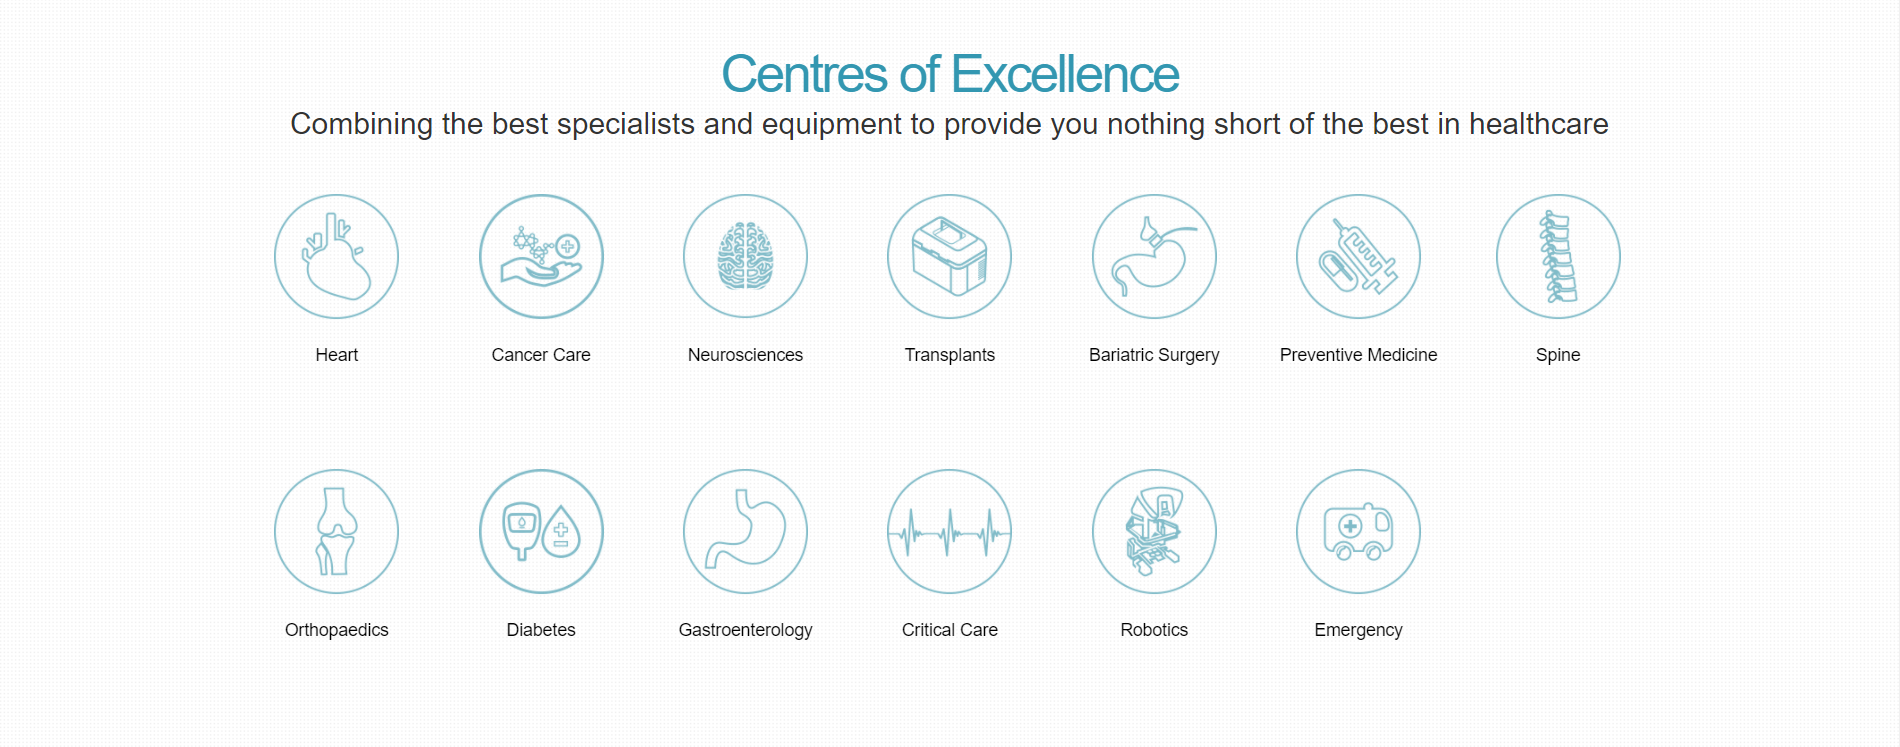 Centres of Excellence
Combining the best specialists and equipment to provide you nothing short of the best in healthcare
Heart
Cancer Care
Neurosciences
Transplants
Bariatric Surgery
Preventive Medicine
Spine
Orthopaedics
Diabetes
Gastroenterology
Critical Care
Robotics
Emergency